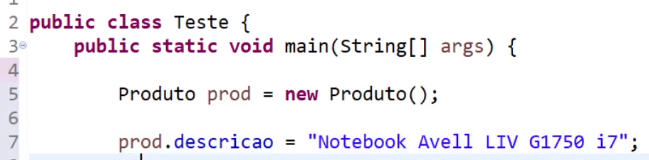 2 public class Teste {
3 public static void main(String[] args) {
4
5 Produto prod = new Produto();
6
7 prod.descricao = "Notebook Avell LIV G1750 i7";